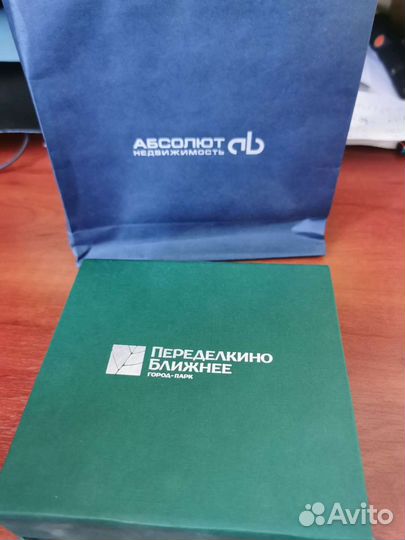 АБСОЛЮТ
НЕДВИЖИМОСТЬ
ПЕРЕДЕЛКИНО
БЛИЖНЕЕ
ГОРОД-ПАРК
Avito